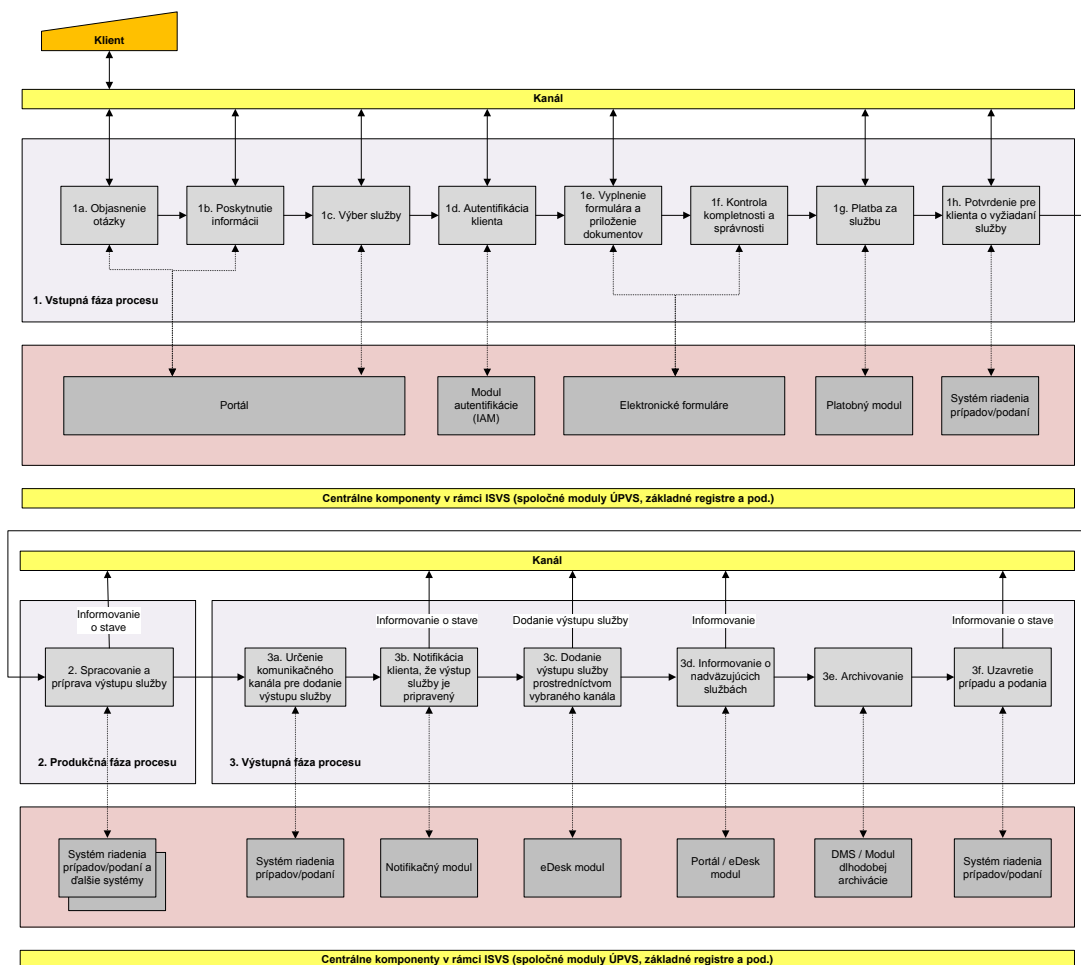 Klient
Kanál
1a. Objasnenie
otázky
1b. Poskytnutie
informácii
1c. Výber služby
1d. Autentifikácia
klienta
1e. Vyplnenie
formulára a
priloženie
dokumentov
1f. Kontrola
kompletnosti a
správnosti
1g. Platba za
službu
1h. Potvrdenie pre
klienta o vyžiadaní
služby
1. Vstupná fáza procesu
Portál
Modul
autentifikácie
(IAM)
Elektronické formuláre
Platobný modul
Systém riadenia
prípadov/podaní
Centrálne komponenty v rámci ISVS (spoločné moduly ÚPVS, základné registre a pod.)
Kanál
Informovanie
o stave
Informovanie o stave
Dodanie výstupu služby
Informovanie
Informovanie o stave
2. Spracovanie a
príprava výstupu služby
3a. Určenie
komunikačného
kanála pre dodanie
výstupu služby
3b. Notifikácia
klienta, že výstup
služby je
pripravený
3c. Dodanie
výstupu služby
prostredníctvom
vybraného kanála
3d. Informovanie o
nadväzujúcich
službách
3e. Archivovanie
3f. Uzavretie
prípadu a podania
2. Produkčná fáza procesu
3. Výstupná fáza procesu
Systém riadenia
prípadov/podaní a
ďalšie systémy
Systém riadenia
prípadov/podaní
Notifikačný modul
eDesk modul
Portál / eDesk
modul
DMS / Modul
dlhodobej
archivácie
Systém riadenia
prípadov/podaní
Centrálne komponenty v rámci ISVS (spoločné moduly ÚPVS, základné registre a pod.)